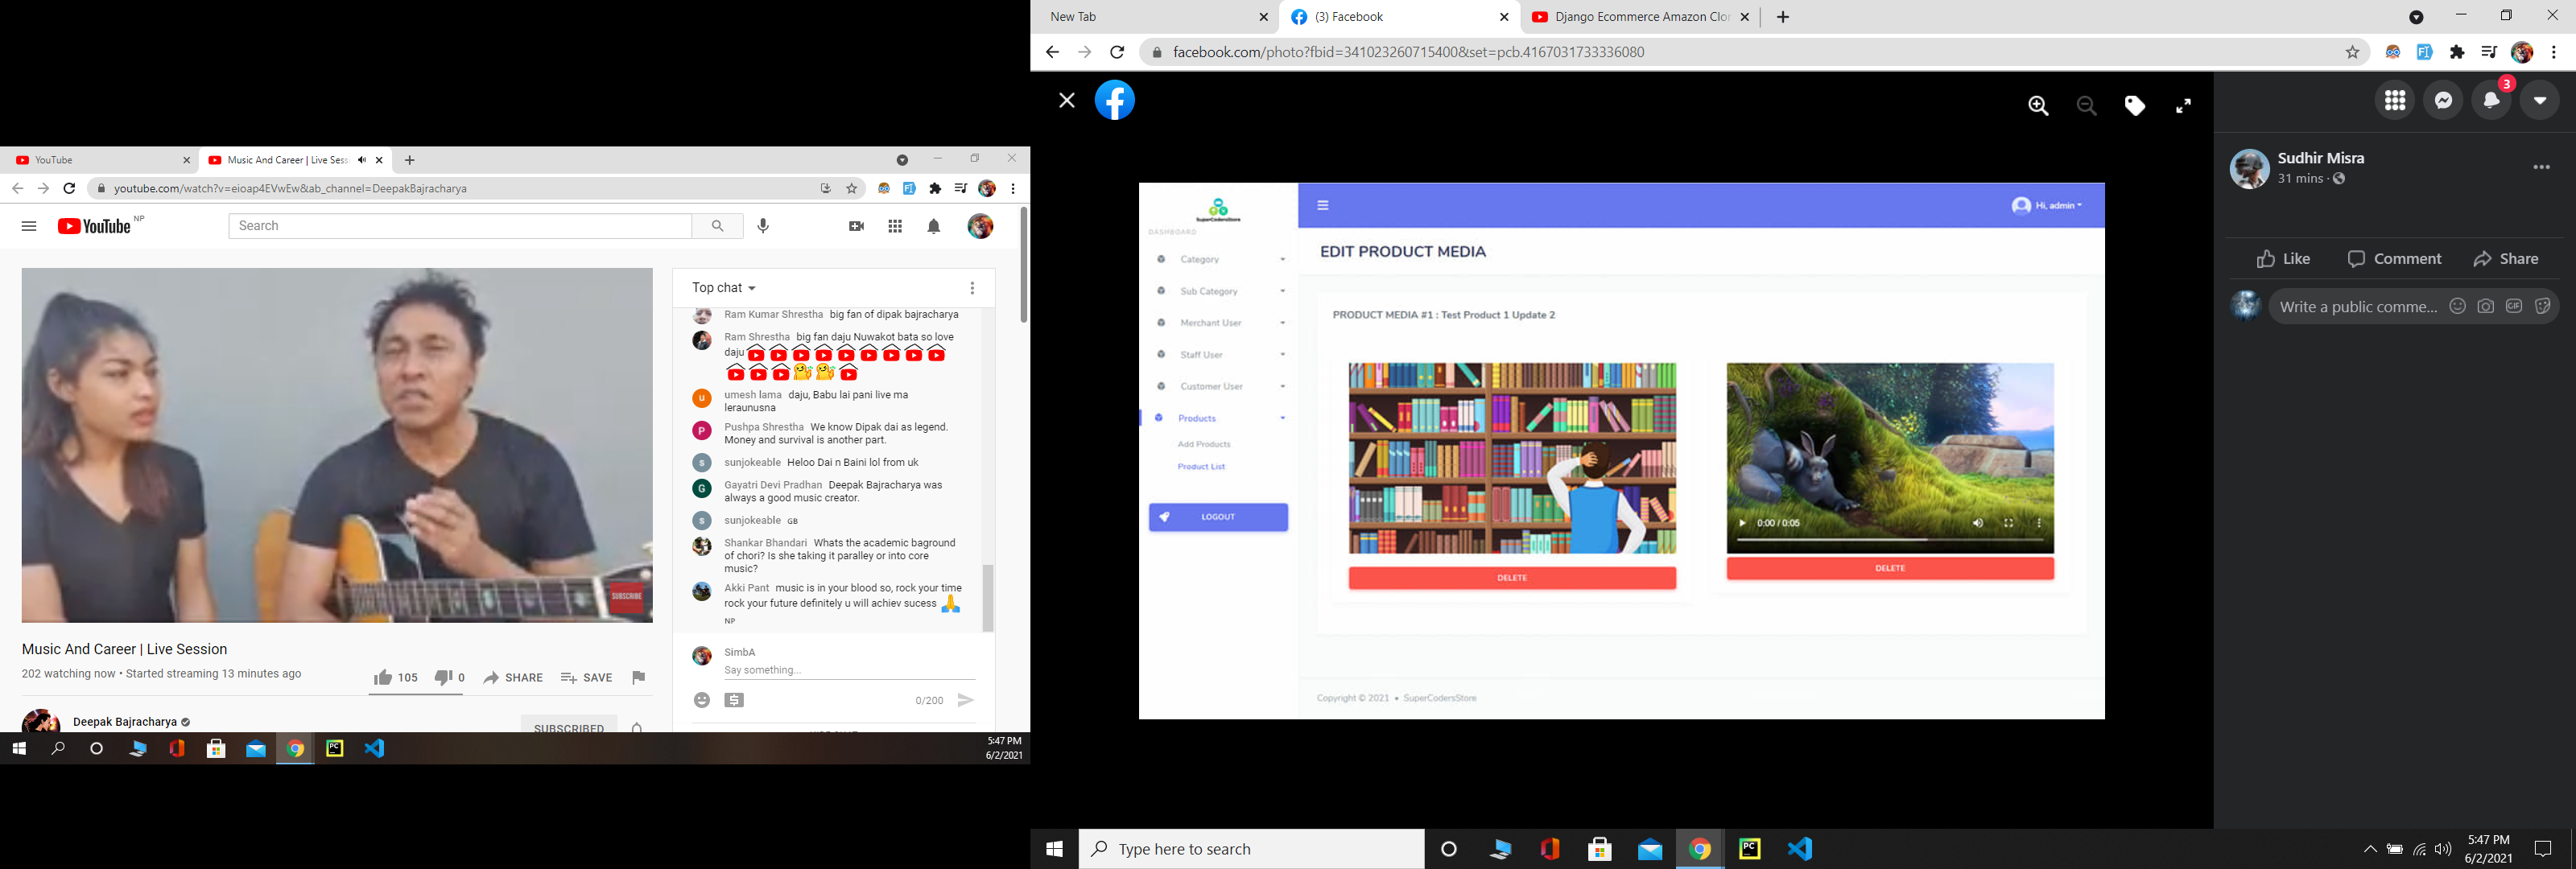 YouTube
Music And Career | Live Sess
youtube.com/watch?v=eioap4EVwEw&ab_channel=DeepakBajracharya
YouTube NP
Search
SUBSCRIBE
Music And Career | Live Session
202 watching now • Started streaming 13 minutes ago
105
0
SHARE
SAVE
Deepak Bajracharya
SUBSCRIBED
Top chat
Ram Kumar Shrestha big fan of dipak bajracharya
Ram Shrestha big fan daju Nuwakot bata so love
daju
umesh lama daju, Babu lai pani live ma
leraunusna
Pushpa Shrestha We know Dipak dai as legend.
Money and survival is another part.
sunjokeable Heloo Dai n Baini lol from uk
Gayatri Devi Pradhan Deepak Bajracharya was
always a good music creator.
sunjokeable GB
Shankar Bhandari Whats the academic baground
of chori? Is she taking it paralley or into core
music?
Akki Pant music is in your blood so, rock your time
rock your future definitely u will achiev sucess
NP
SimbA
Say something...
0/200
5:47 PM
6/2/2021
New Tab
(3) Facebook
Django Ecommerce Amazon Clon
facebook.com/photo?fbid=341023260715400&set=pcb.4167031733336080
3
SuperCodersStore
DASHBOARD
Category
Sub Category
Merchant User
Staff User
Customer User
Products
Add Products
Product List
LOGOUT
Hi, admin
EDIT PRODUCT MEDIA
PRODUCT MEDIA #1 : Test Product 1 Update 2
0:00 / 0:05
DELETE
DELETE
Copyright © 2021 • SuperCodersStore
Sudhir Misra
31 mins ·
Like
Comment
Share
Write a public comme...
GIF
Type here to search
5:47 PM
6/2/2021